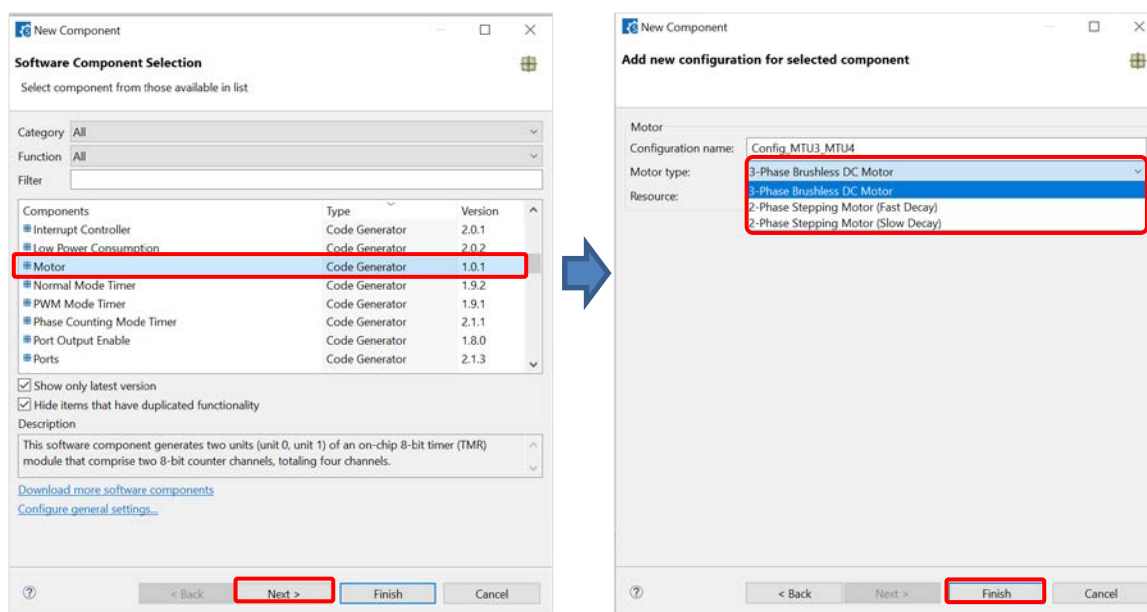 New Component
Software Component Selection
Select component from those available in list
Category All
Function All
Filter
Components Type Version
Interrupt Controller Code Generator 2.0.1
Low Power Consumption Code Generator 2.0.2
Motor Code Generator 1.0.1
Normal Mode Timer Code Generator 1.9.2
PWM Mode Timer Code Generator 1.9.1
Phase Counting Mode Timer Code Generator 2.1.1
Port Output Enable Code Generator 1.8.0
Ports Code Generator 2.1.3
Show only latest version
Hide items that have duplicated functionality
Description
This software component generates two units (unit 0, unit 1) of an on-chip 8-bit timer (TMR)
module that comprise two 8-bit counter channels, totaling four channels.
Download more software components
Configure general settings...
? < Back Next > Finish Cancel
New Component
Add new configuration for selected component
Motor
Configuration name: Config_MTU3_MTU4
Motor type: 3-Phase Brushless DC Motor
Resource: 3-Phase Brushless DC Motor
2-Phase Stepping Motor (Fast Decay)
2-Phase Stepping Motor (Slow Decay)
? < Back Next > Finish Cancel